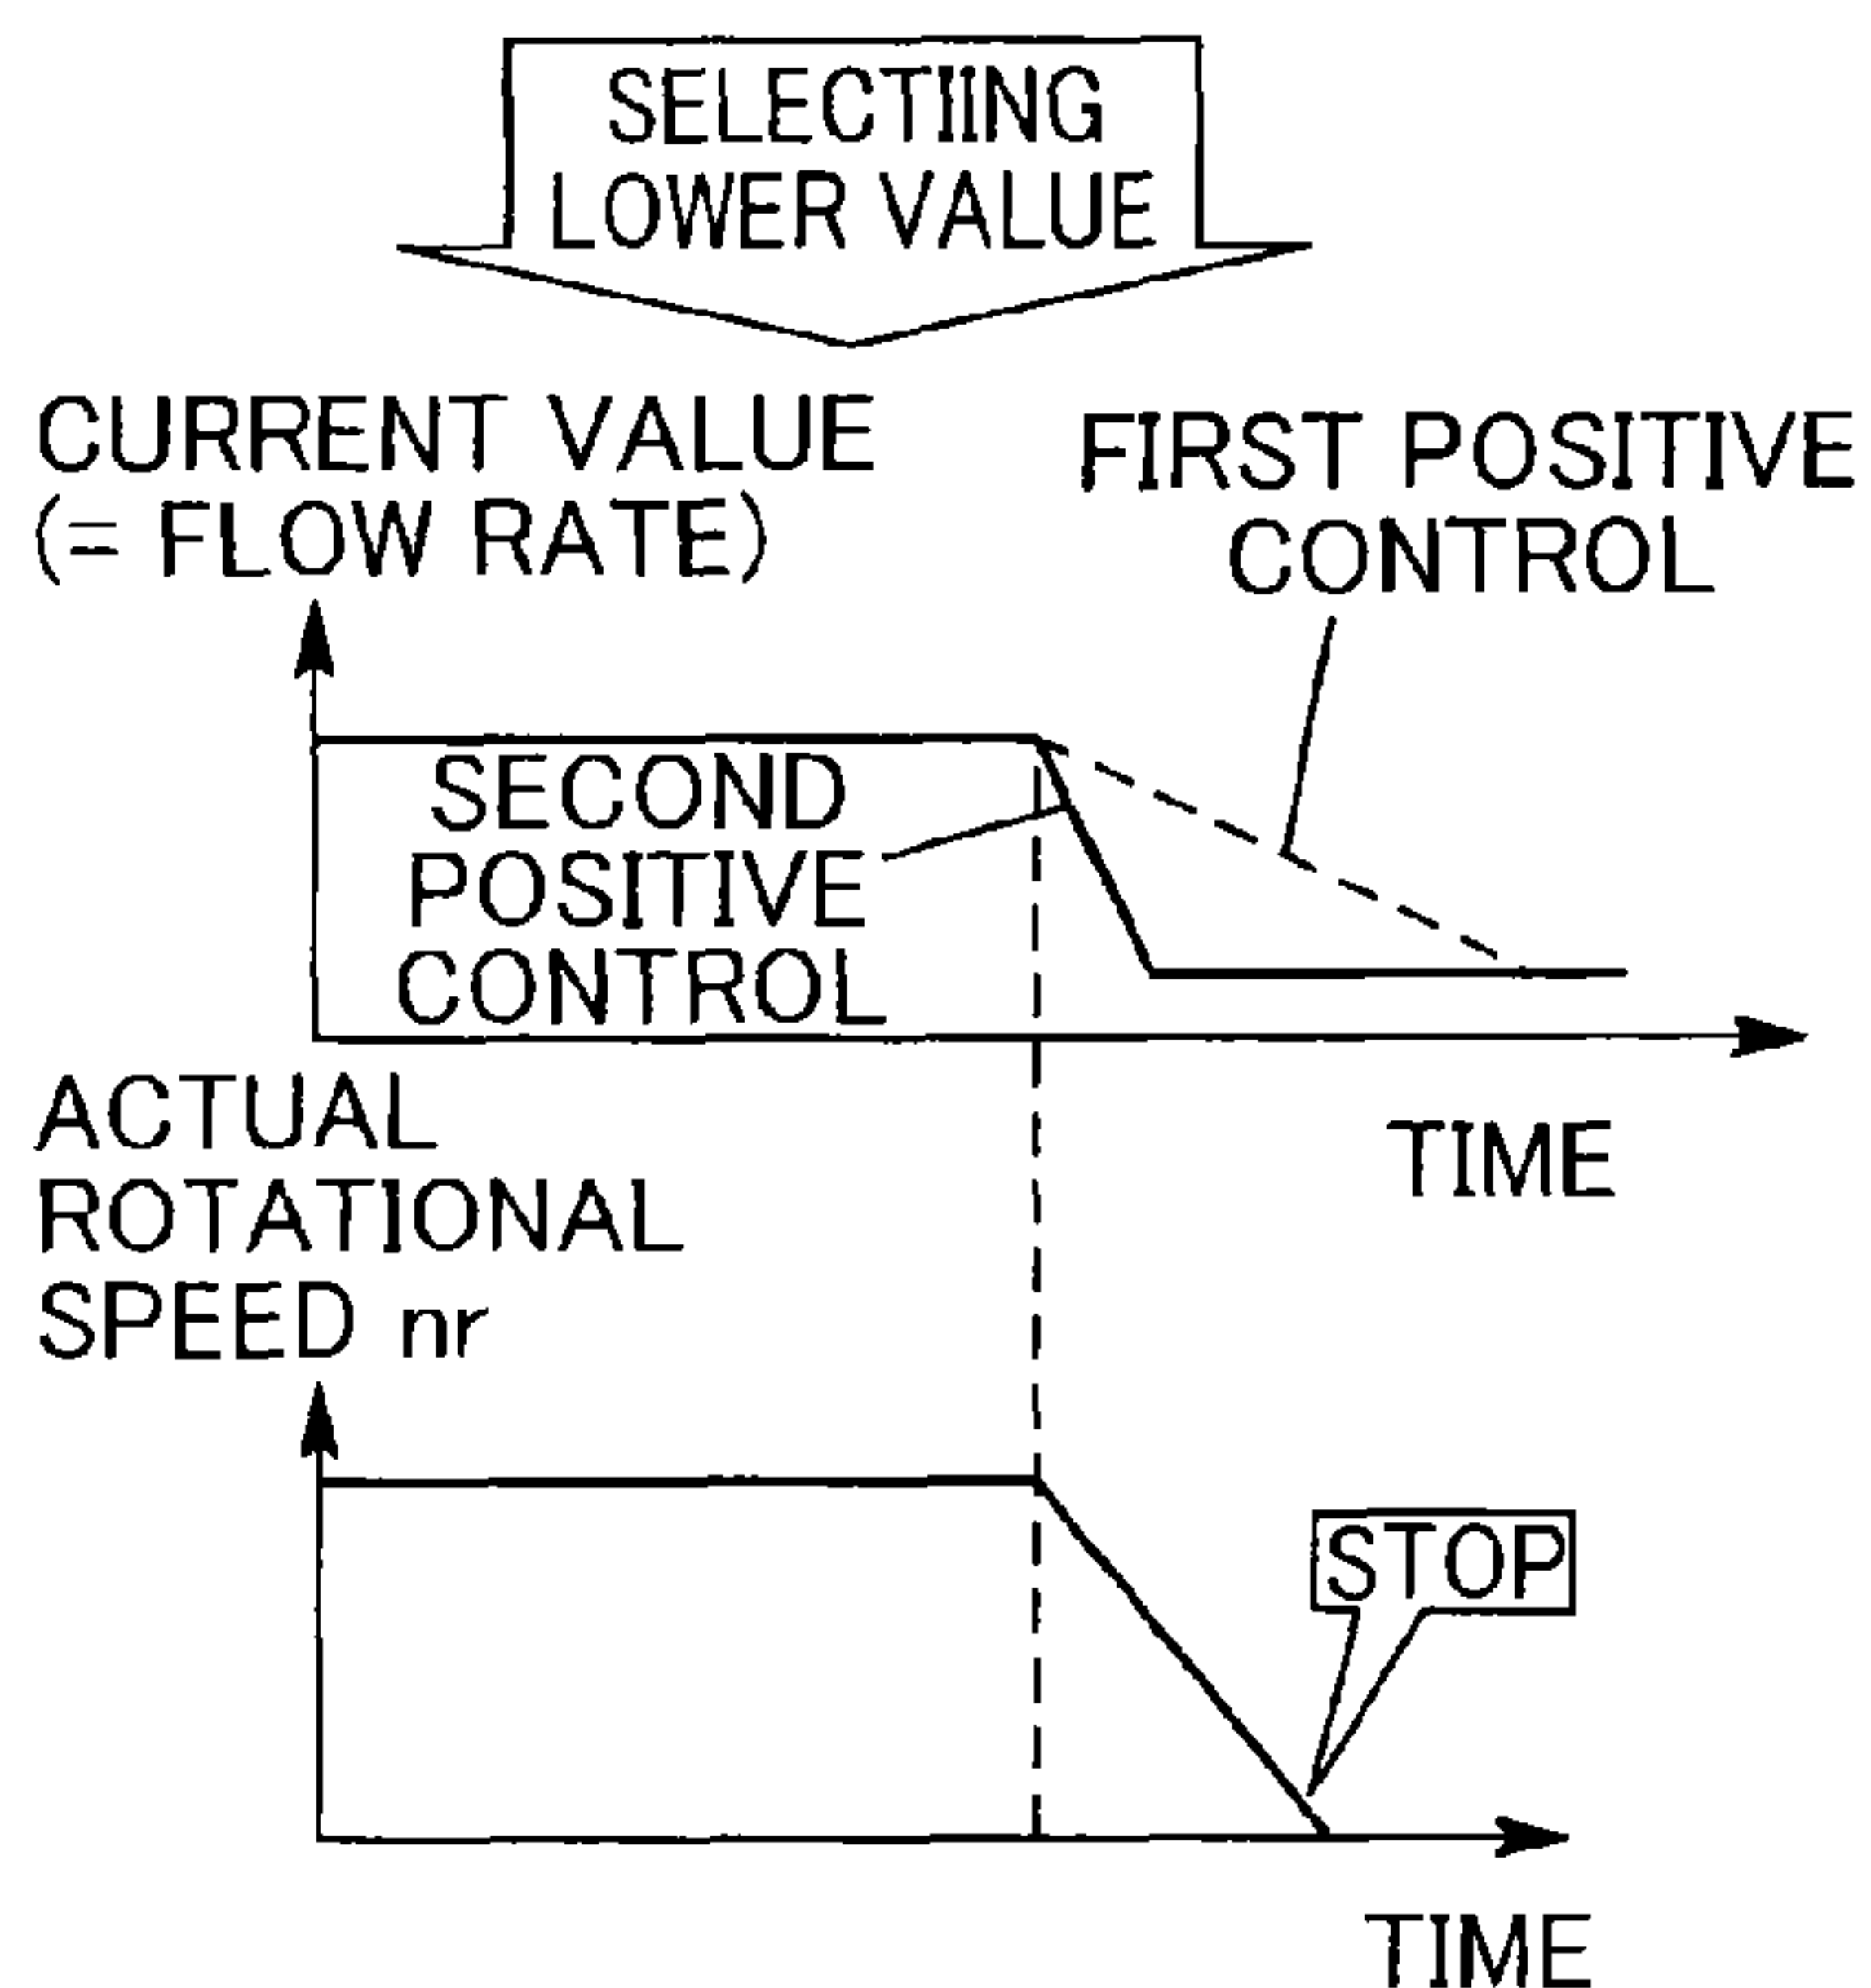 SELECTIING
LOWER VALUE
CURRENT VALUE
(= FLOW RATE)
FIRST POSITIVE
CONTROL
SECOND
POSITIVE
CONTROL
TIME
ACTUAL
ROTATIONAL
SPEED nr
STOP
TIME